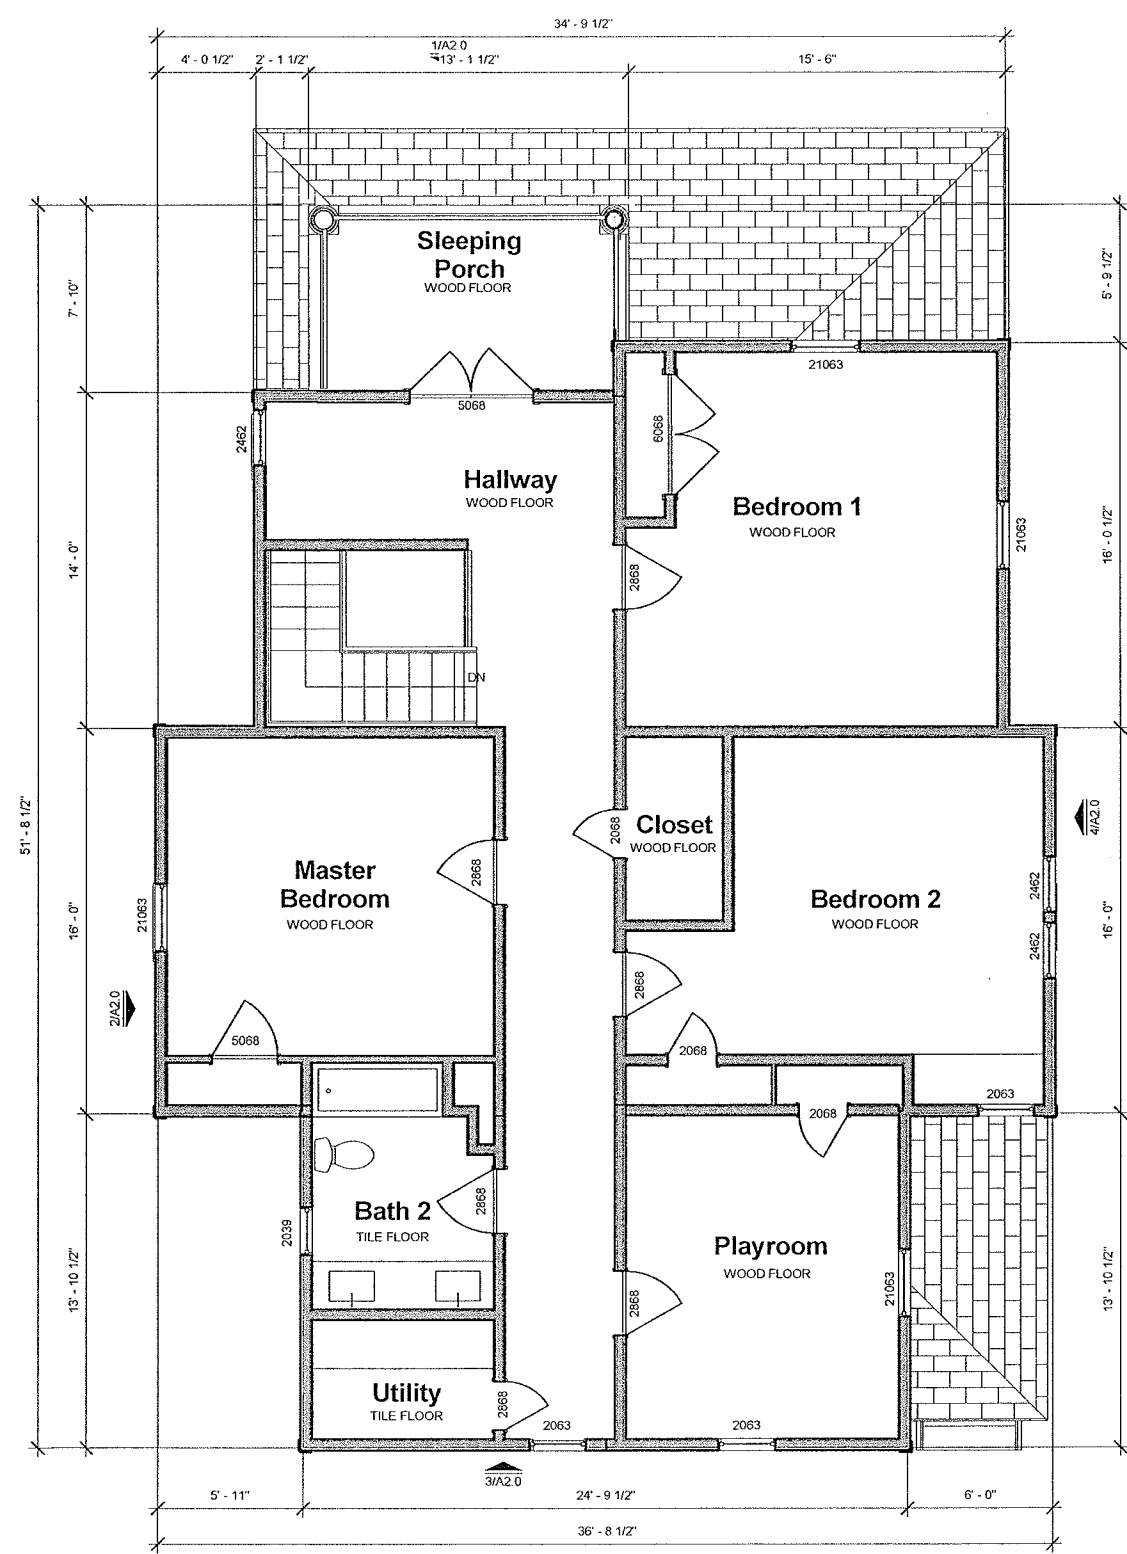 34' - 9 1/2"
1/A2.0
4' - 0 1/2"
2' - 1 1/2"
13' - 1 1/2"
15' - 6"
Sleeping
Porch
WOOD FLOOR
7' - 10"
5' - 9 1/2"
21063
5068
2462
6068
Hallway
WOOD FLOOR
Bedroom 1
WOOD FLOOR
21063
16' - 0 1/2"
14' - 0"
2868
DN
51' - 8 1/2"
2068
Closet
WOOD FLOOR
4/A2.0
Master
Bedroom
WOOD FLOOR
2868
Bedroom 2
WOOD FLOOR
2462
2462
21063
16' - 0"
16' - 0"
2/A2.0
2868
5068
2068
2063
2068
2868
Bath 2
TILE FLOOR
2039
Playroom
WOOD FLOOR
21063
2868
13' - 10 1/2"
13' - 10 1/2"
Utility
TILE FLOOR
2868
2063
2063
3/A2.0
5' - 11"
24' - 9 1/2"
6' - 0"
36' - 8 1/2"